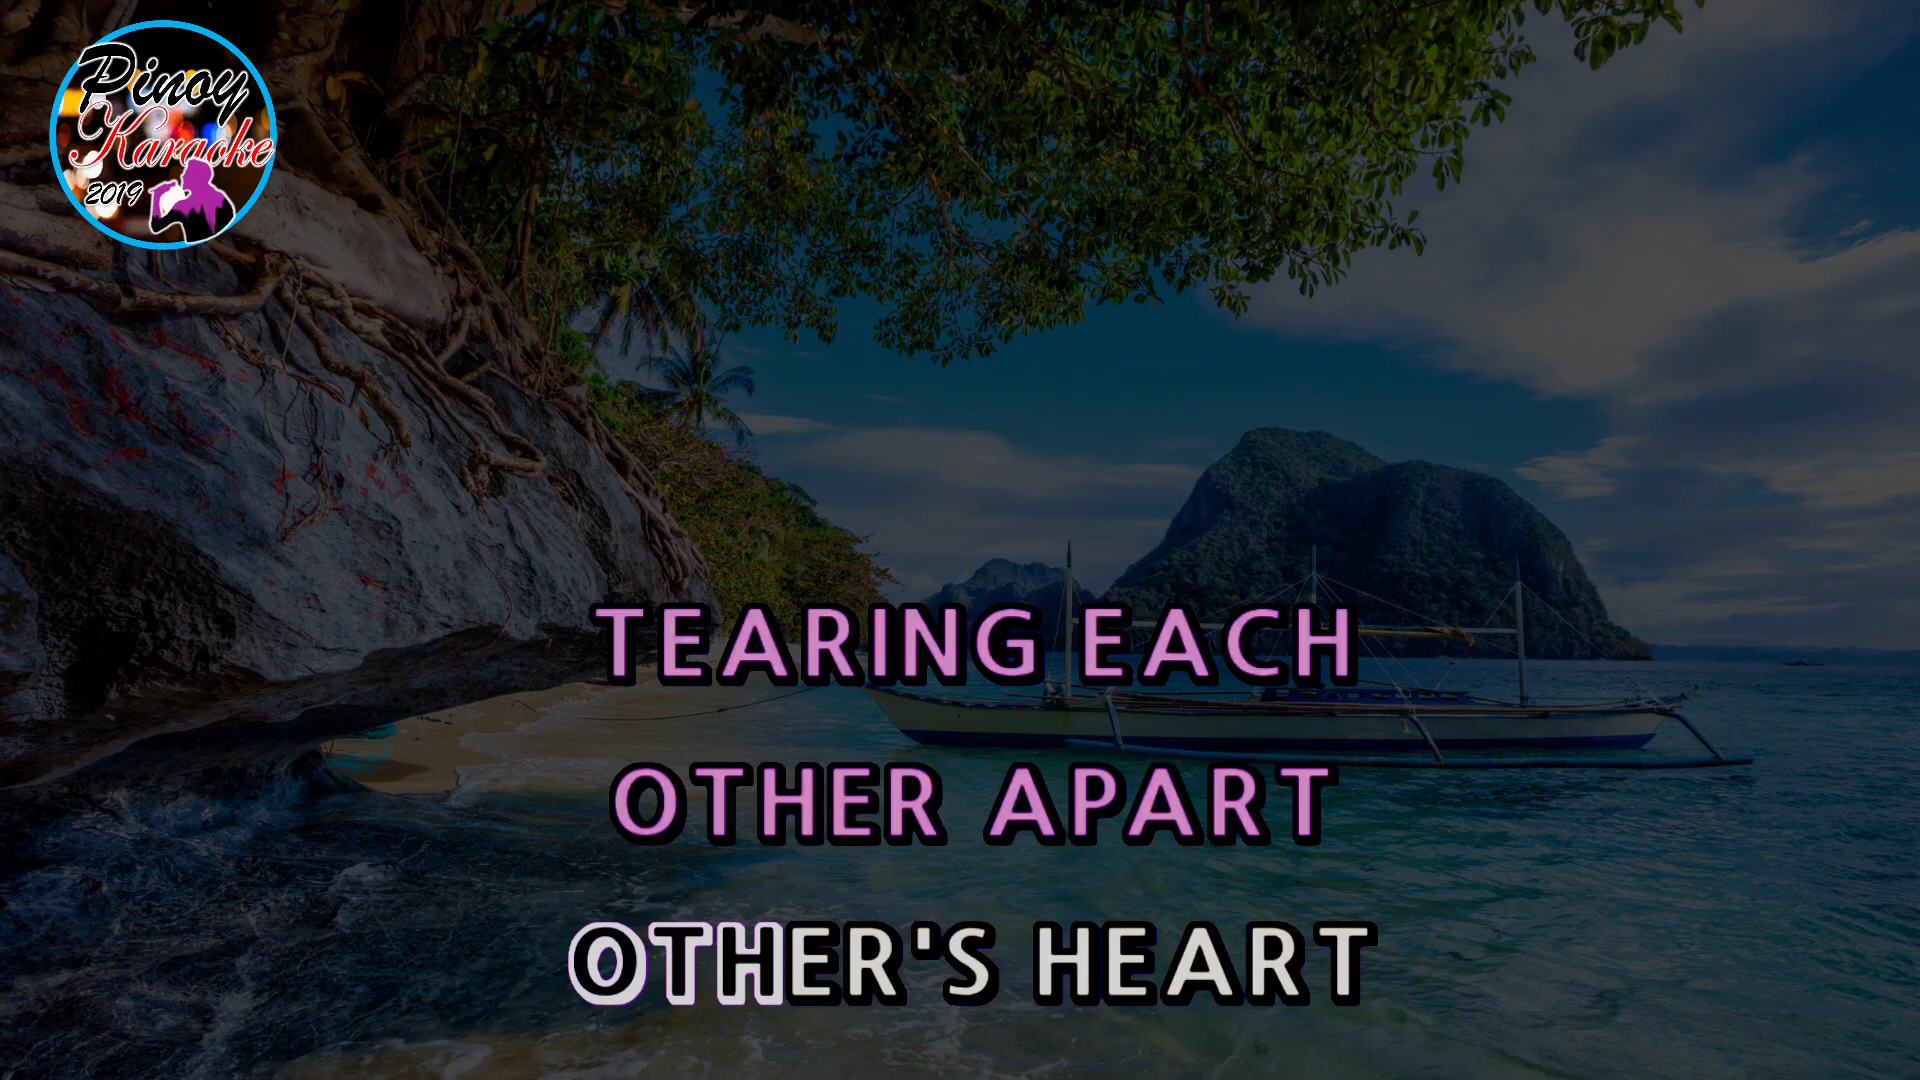 Pinoy
Karaoke
2019
TEARING EACH
OTHER APART
OTHER'S HEART